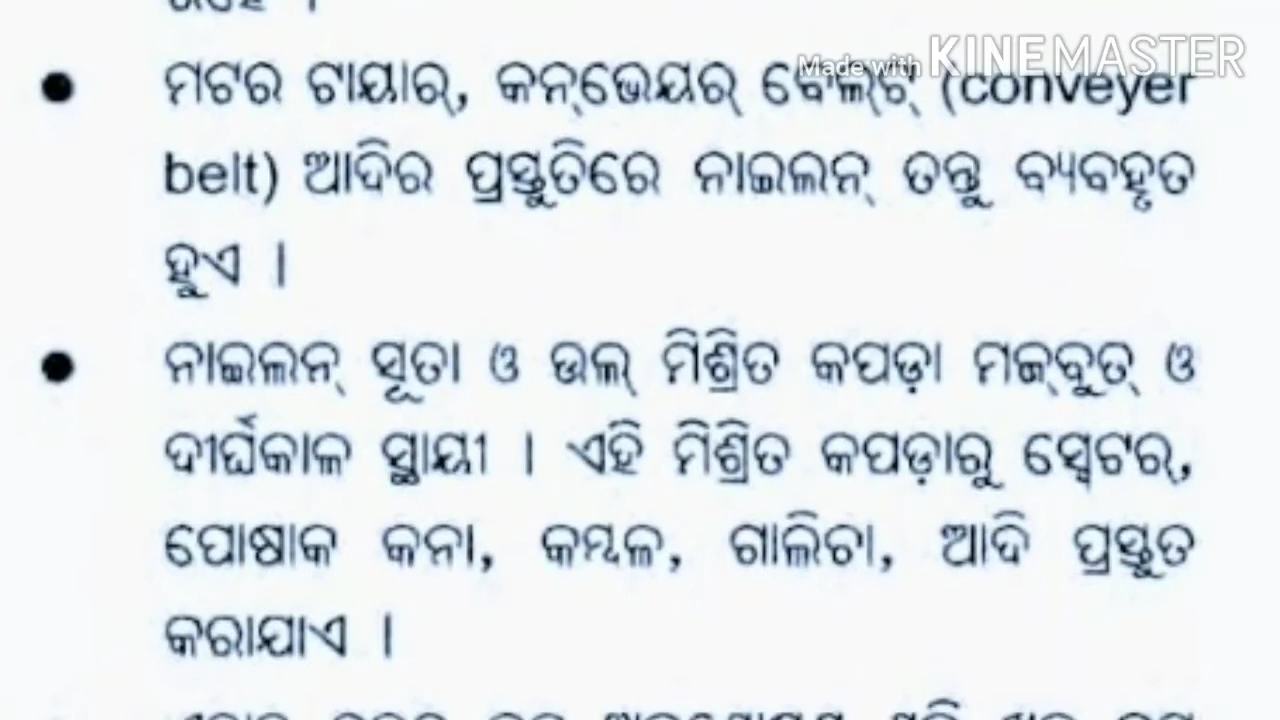 Made with KINEMASTER
ମଟର ଟାୟାର୍, କନ୍‌ଭେୟର୍ ବେଲ୍‌ଟ୍ (conveyer
belt) ଆଦିର ପ୍ରସ୍ତୁତିରେ ନାଇଲନ୍ ତନ୍ତୁ ବ୍ୟବହୃତ
ହୁଏ ।
ନାଇଲନ୍ ସୂତା ଓ ଉଲ୍ ମିଶ୍ରିତ କପଡ଼ା ମଜ୍‌ବୁତ୍ ଓ
ଦୀର୍ଘକାଳ ସ୍ଥାୟୀ । ଏହି ମିଶ୍ରିତ କପଡ଼ାରୁ ସ୍ୱେଟର୍,
ପୋଷାକ କନା, କମ୍ବଳ, ଗାଲିଚା, ଆଦି ପ୍ରସ୍ତୁତ
କରାଯାଏ ।